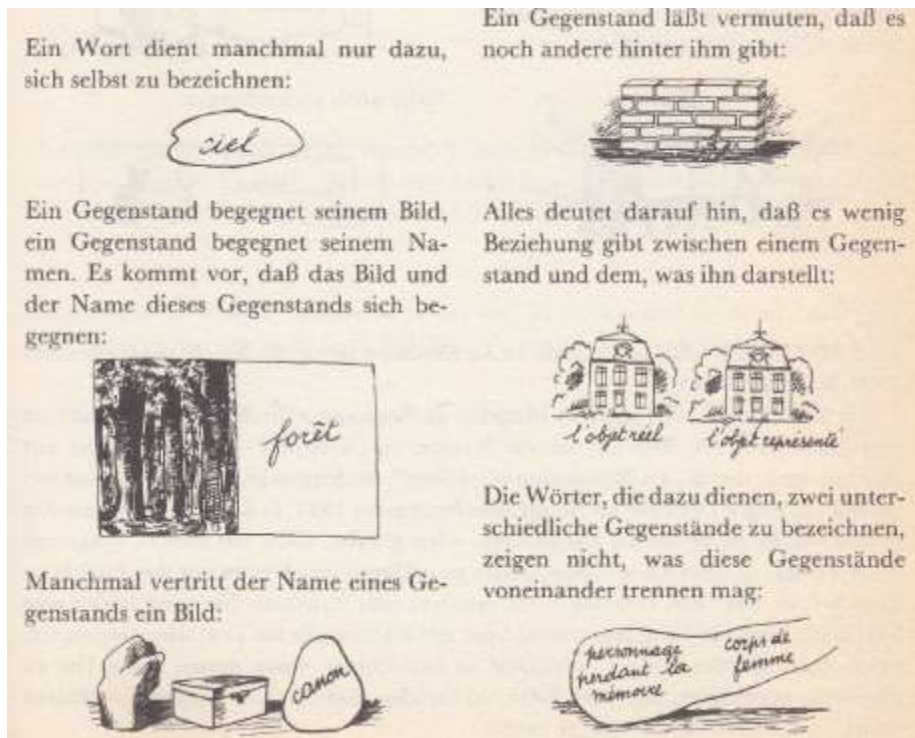 Ein Wort dient manchmal nur dazu,
sich selbst zu bezeichnen:
ciel
Ein Gegenstand begegnet seinem Bild,
ein Gegenstand begegnet seinem Na-
men. Es kommt vor, daß das Bild und
der Name dieses Gegenstands sich be-
gegnen:
forêt
Manchmal vertritt der Name eines Ge-
genstands ein Bild:
canon
Ein Gegenstand läßt vermuten, daß es
noch andere hinter ihm gibt:
Alles deutet darauf hin, daß es wenig
Beziehung gibt zwischen einem Gegen-
stand und dem, was ihn darstellt:
l'objet réel
l'objet representé
Die Wörter, die dazu dienen, zwei unter-
schiedliche Gegenstände zu bezeichnen,
zeigen nicht, was diese Gegenstände
voneinander trennen mag:
personnage
perdant la
mémoire
corps de
femme